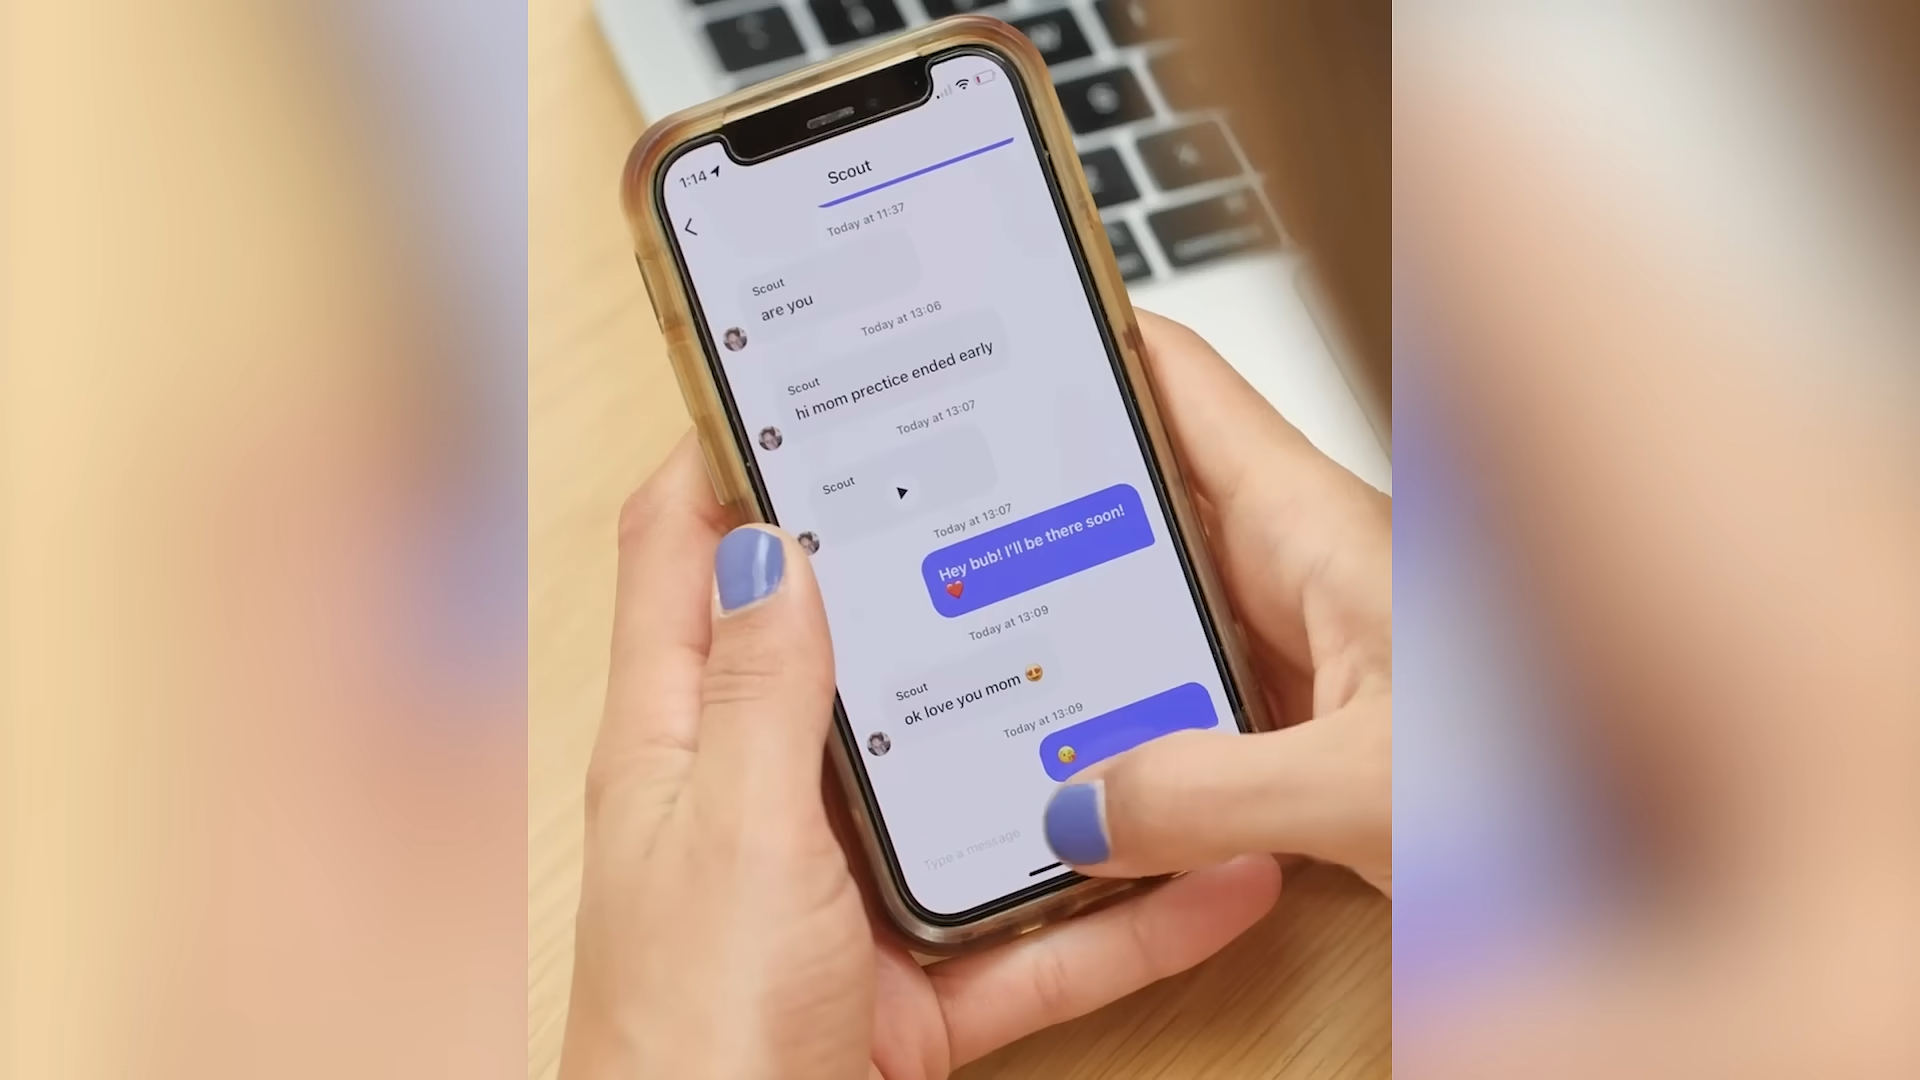 1:14
Scout
Today at 11:37
Scout
are you
Today at 13:06
Scout
hi mom prectice ended early
Today at 13:07
Scout
Today at 13:07
Hey bub! I'll be there soon!
❤️
Today at 13:09
Scout
ok love you mom 😍
Today at 13:09
😘
Type a message